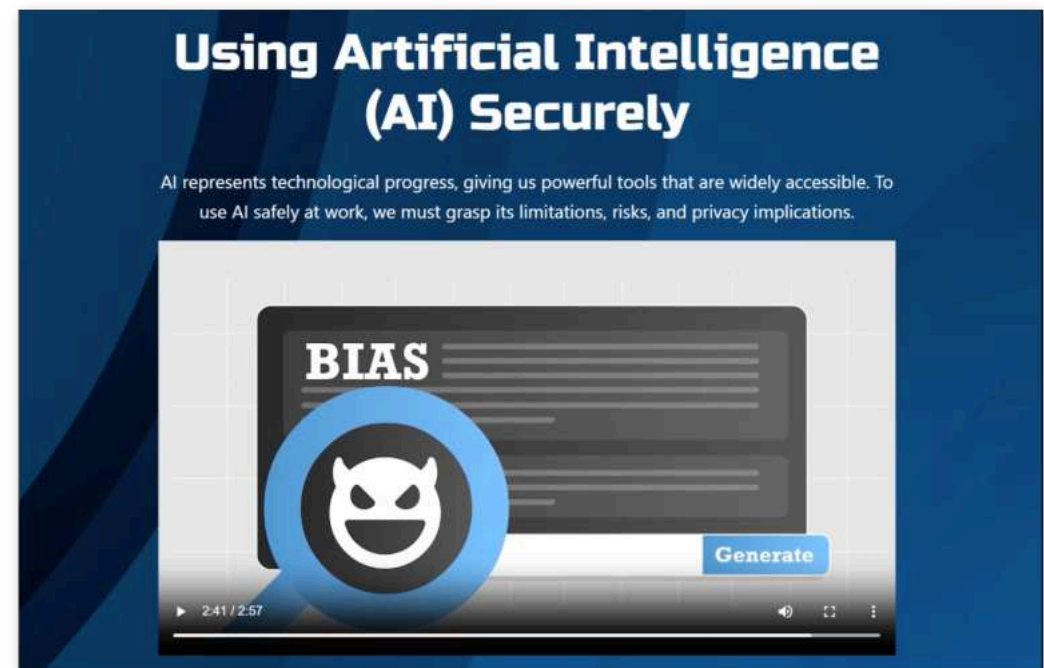 Using Artificial Intelligence
(AI) Securely
AI represents technological progress, giving us powerful tools that are widely accessible. To
use AI safely at work, we must grasp its limitations, risks, and privacy implications.
BIAS
Generate
2:41 / 2:57